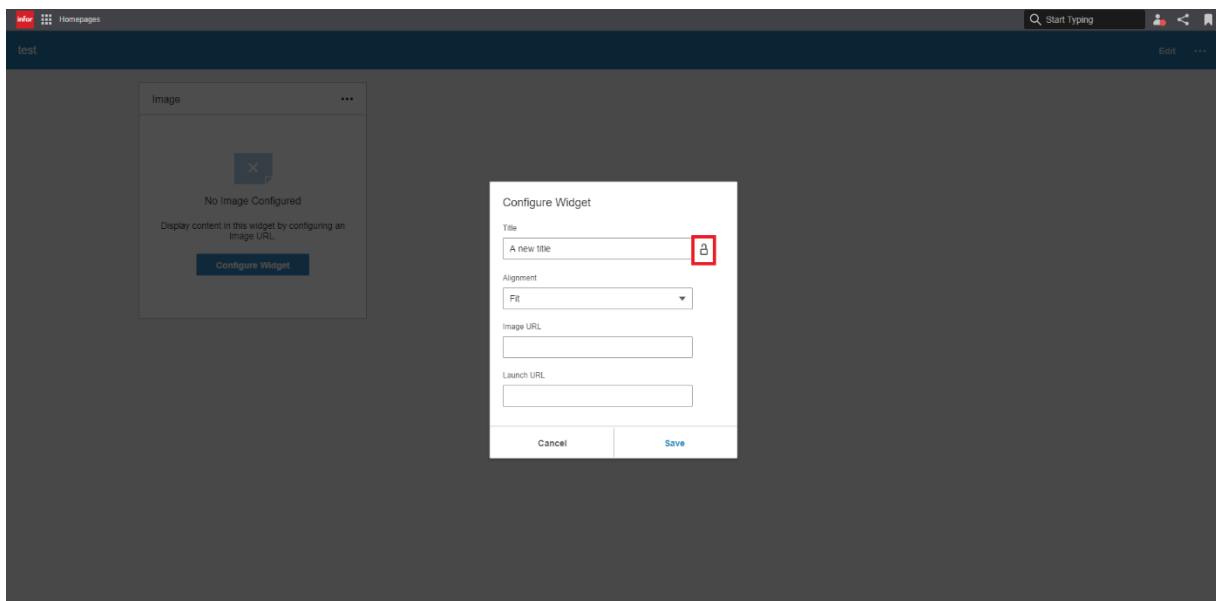 infor Homepages Start Typing
test Edit
Image
No Image Configured
Display content in this widget by configuring an
Image URL.
Configure Widget
Configure Widget
Title
A new title
Alignment
Fit
Image URL
Launch URL
Cancel Save